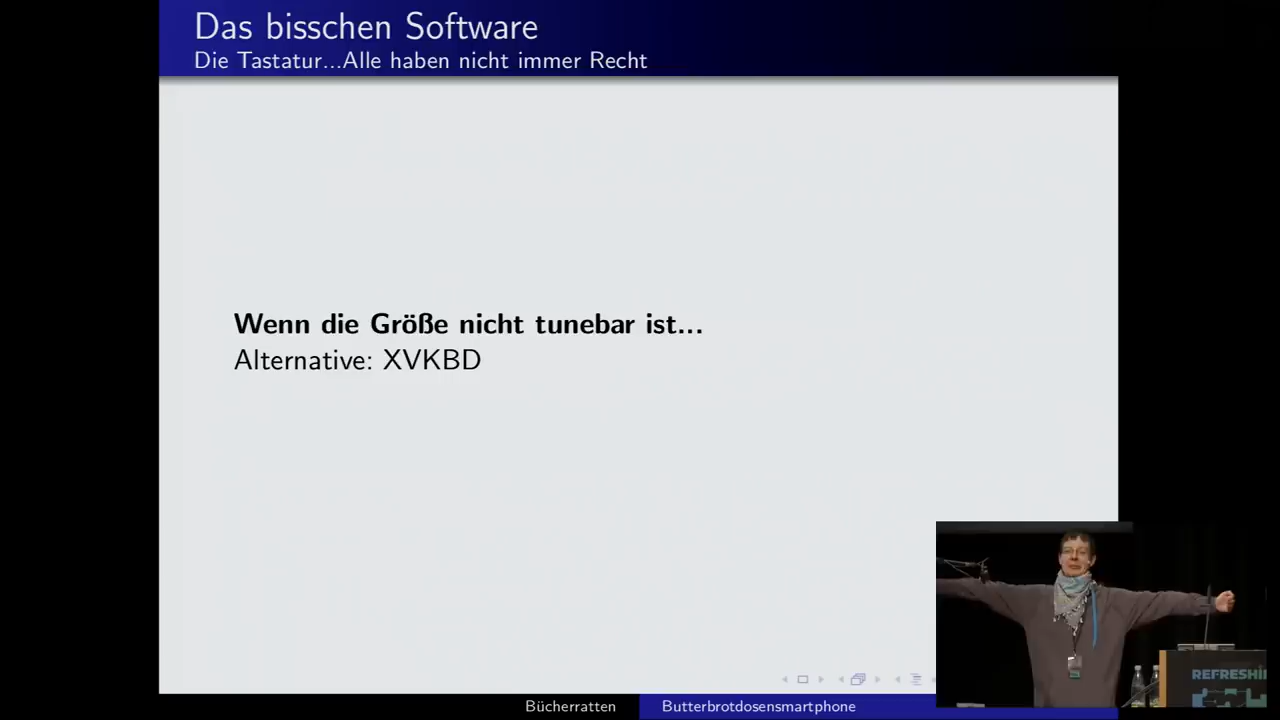 Das bisschen Software
Die Tastatur...Alle haben nicht immer Recht
Wenn die Größe nicht tunebar ist...
Alternative: XVKBD
Bücherratten
Butterbrotdosensmartphone